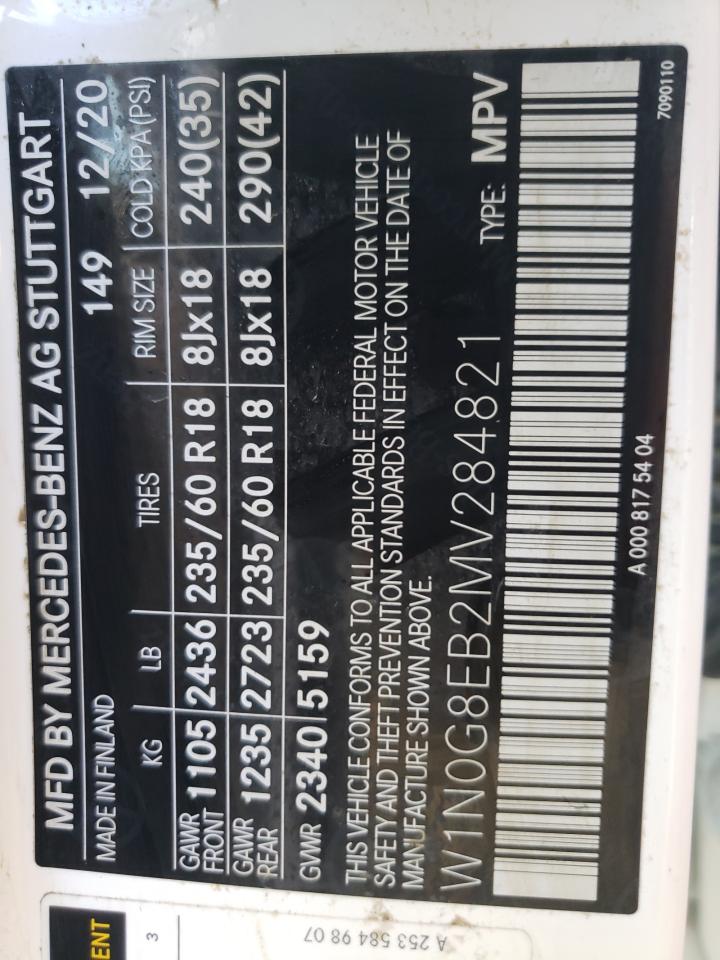 MFD BY MERCEDES-BENZ AG STUTTGART
MADE IN FINLAND 149 12/20
KG LB TIRES RIM SIZE COLD KPA(PSI)
GAWR FRONT 1105 2436 235/60 R18 8Jx18 240(35)
GAWR REAR 1235 2723 235/60 R18 8Jx18 290(42)
GVWR 2340 5159
THIS VEHICLE CONFORMS TO ALL APPLICABLE FEDERAL MOTOR VEHICLE
SAFETY AND THEFT PREVENTION STANDARDS IN EFFECT ON THE DATE OF
MANUFACTURE SHOWN ABOVE.
W1N0G8EB2MV284821 TYPE: MPV
A 000 817 54 04 7090110
ENT
3
A 253 584 98 07